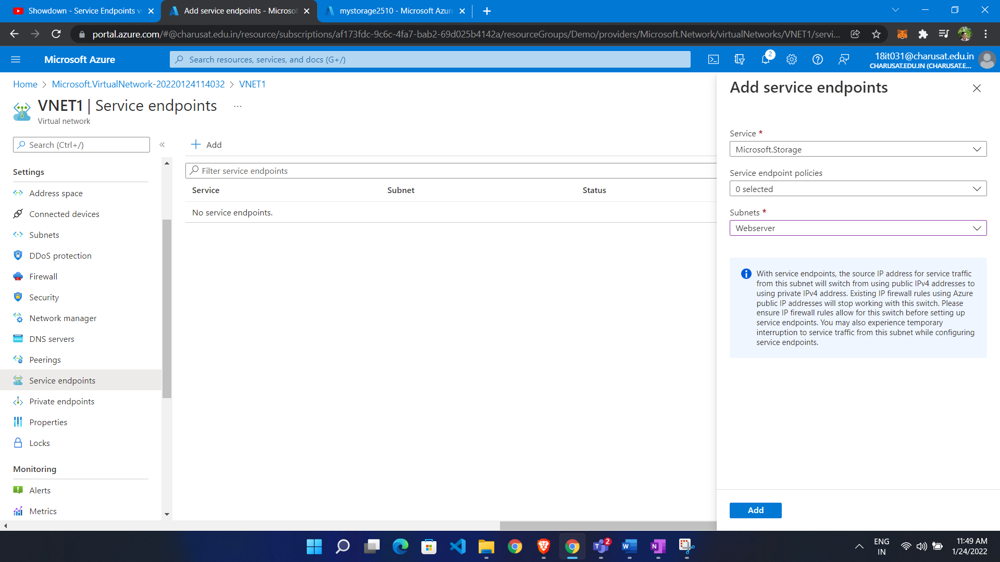 Showdown - Service Endpoints vs
Add service endpoints - Microsof
mystorage2510 - Microsoft Azure
portal.azure.com/#@charusat.edu.in/resource/subscriptions/af173fdc-9c6c-4fa7-bab2-69d025b4142a/resourceGroups/Demo/providers/Microsoft.Network/virtualNetworks/VNET1/servi...
Microsoft Azure
Search resources, services, and docs (G+/)
2
18it031@charusat.edu.in
CHARUSAT.EDU.IN (CHARUSAT.E...
Home > Microsoft.VirtualNetwork-20220124114032 > VNET1
VNET1 | Service endpoints ...
Virtual network
Search (Ctrl+/)
«
Settings
Address space
Connected devices
Subnets
DDoS protection
Firewall
Security
Network manager
DNS servers
Peerings
Service endpoints
Private endpoints
Properties
Locks
Monitoring
Alerts
Metrics
Add
Filter service endpoints
Service Subnet Status
No service endpoints.
Add service endpoints
Service *
Microsoft.Storage
Service endpoint policies
0 selected
Subnets *
Webserver
With service endpoints, the source IP address for service traffic
from this subnet will switch from using public IPv4 addresses to
using private IPv4 address. Existing IP firewall rules using Azure
public IP addresses will stop working with this switch. Please
ensure IP firewall rules allow for this switch before setting up
service endpoints. You may also experience temporary
interruption to service traffic from this subnet while configuring
service endpoints.
Add
2
ENG
IN
11:49 AM
1/24/2022